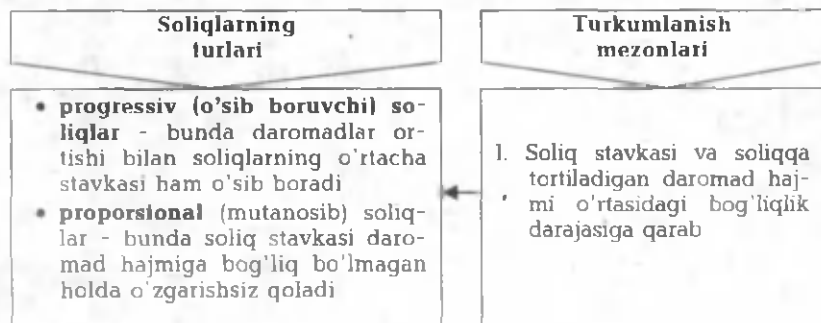 Soliqlarning
turlari
Turkumlanish
mezonlari
• progressiv (o'sib boruvchi) so-
liqlar - bunda daromadlar or-
tishi bilan soliqlarning o'rtacha
stavkasi ham o'sib boradi
• proporsional (mutanosib) soliq-
lar - bunda soliq stavkasi daro-
mad hajmiga bog'liq bo'lmagan
holda o'zgarishsiz qoladi
1. Soliq stavkasi va soliqqa
tortiladigan daromad haj-
mi o'rtasidagi bog'liqlik
darajasiga qarab